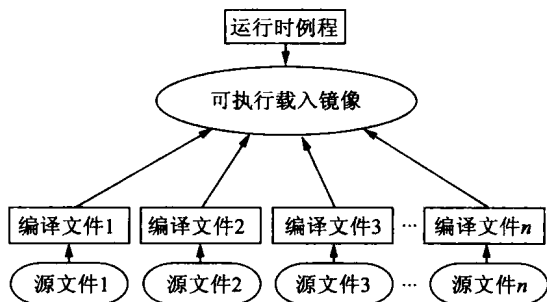 运行时例程
可执行载入镜像
编译文件1 编译文件2 编译文件3 … 编译文件n
源文件1 源文件2 源文件3 … 源文件n